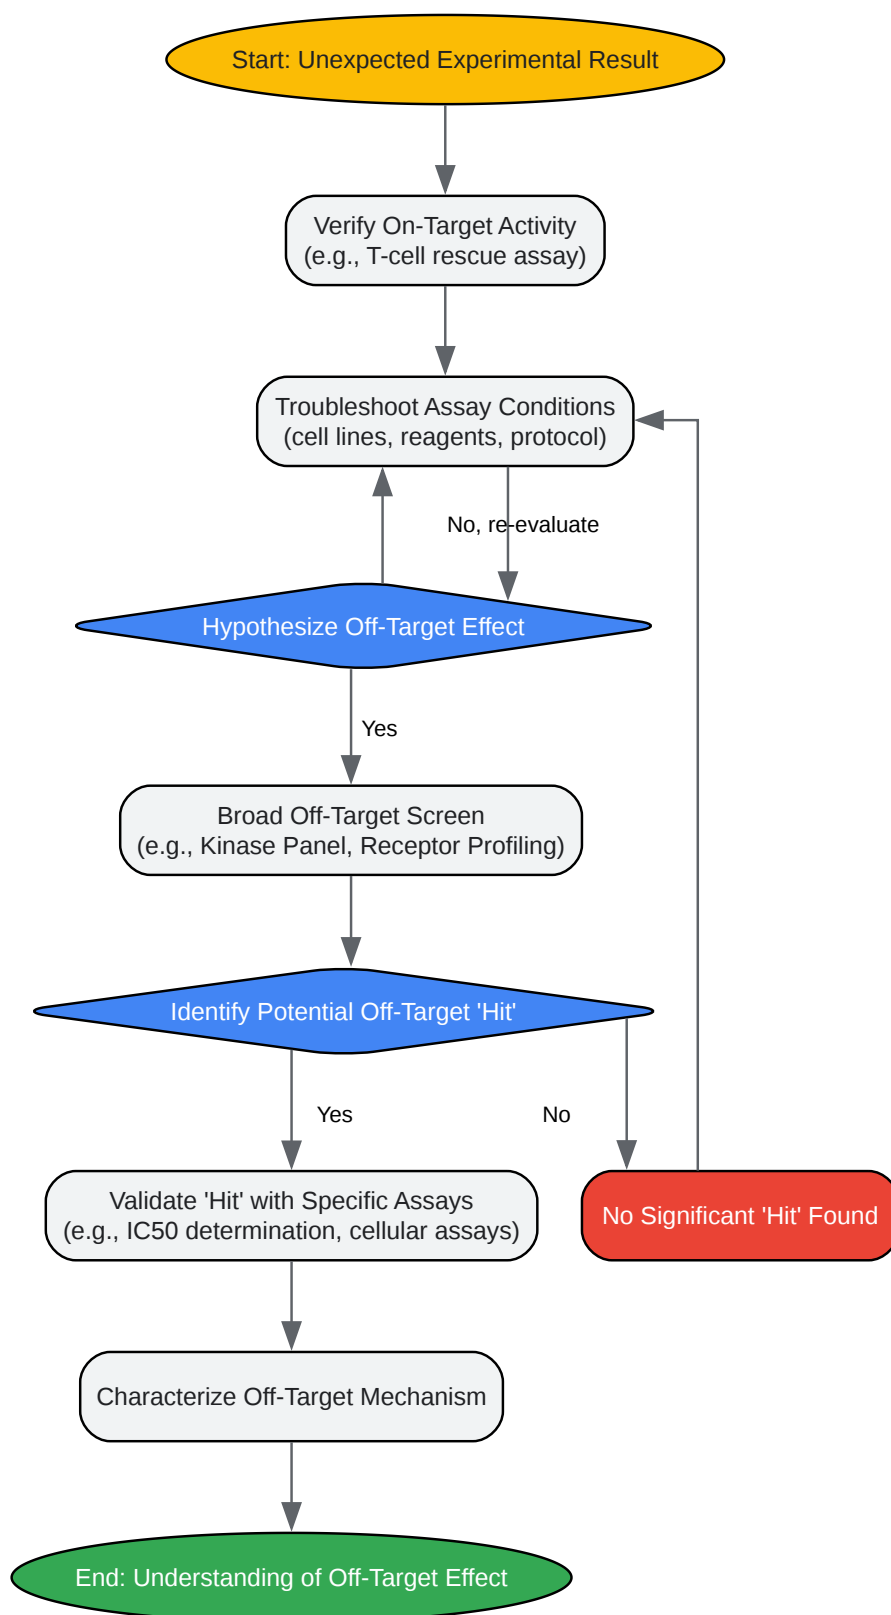 Start: Unexpected Experimental Result
Verify On-Target Activity
(e.g., T-cell rescue assay)
Troubleshoot Assay Conditions
(cell lines, reagents, protocol)
No, re-evaluate
Hypothesize Off-Target Effect
Yes
Broad Off-Target Screen
(e.g., Kinase Panel, Receptor Profiling)
Identify Potential Off-Target 'Hit'
Yes
No
Validate 'Hit' with Specific Assays
(e.g., IC50 determination, cellular assays)
No Significant 'Hit' Found
Characterize Off-Target Mechanism
End: Understanding of Off-Target Effect